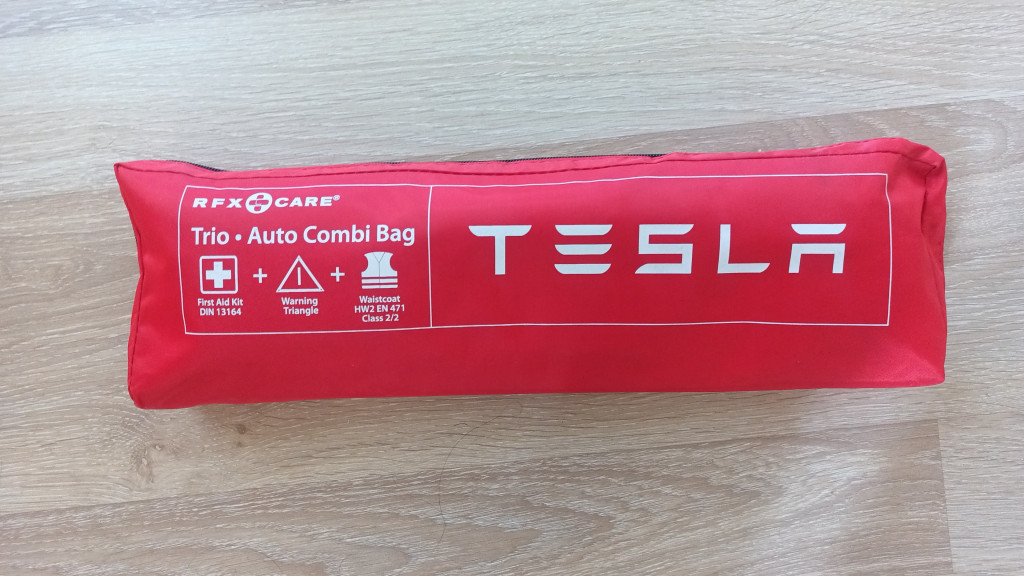 RFX CARE®
Trio • Auto Combi Bag
+ +
First Aid Kit
DIN 13164
Warning
Triangle
Waistcoat
HW2 EN 471
Class 2/2
TESLA